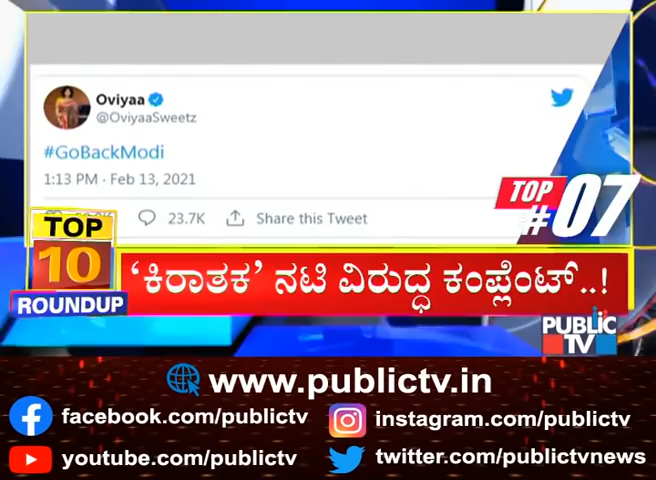 Oviyaa
@OviyaaSweetz
#GoBackModi
1:13 PM · Feb 13, 2021
23.7K Share this Tweet
TOP
#07
TOP
10
ROUNDUP
‘ಕಿರಾತಕ’ ನಟಿ ವಿರುದ್ಧ ಕಂಪ್ಲೆಂಟ್..!
PUBLIC
TV
www.publictv.in
facebook.com/publictv
instagram.com/publictv
youtube.com/publictv
twitter.com/publictvnews